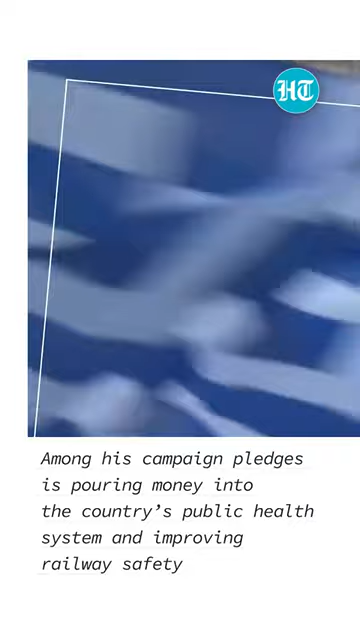 HT
Among his campaign pledges
is pouring money into
the country’s public health
system and improving
railway safety